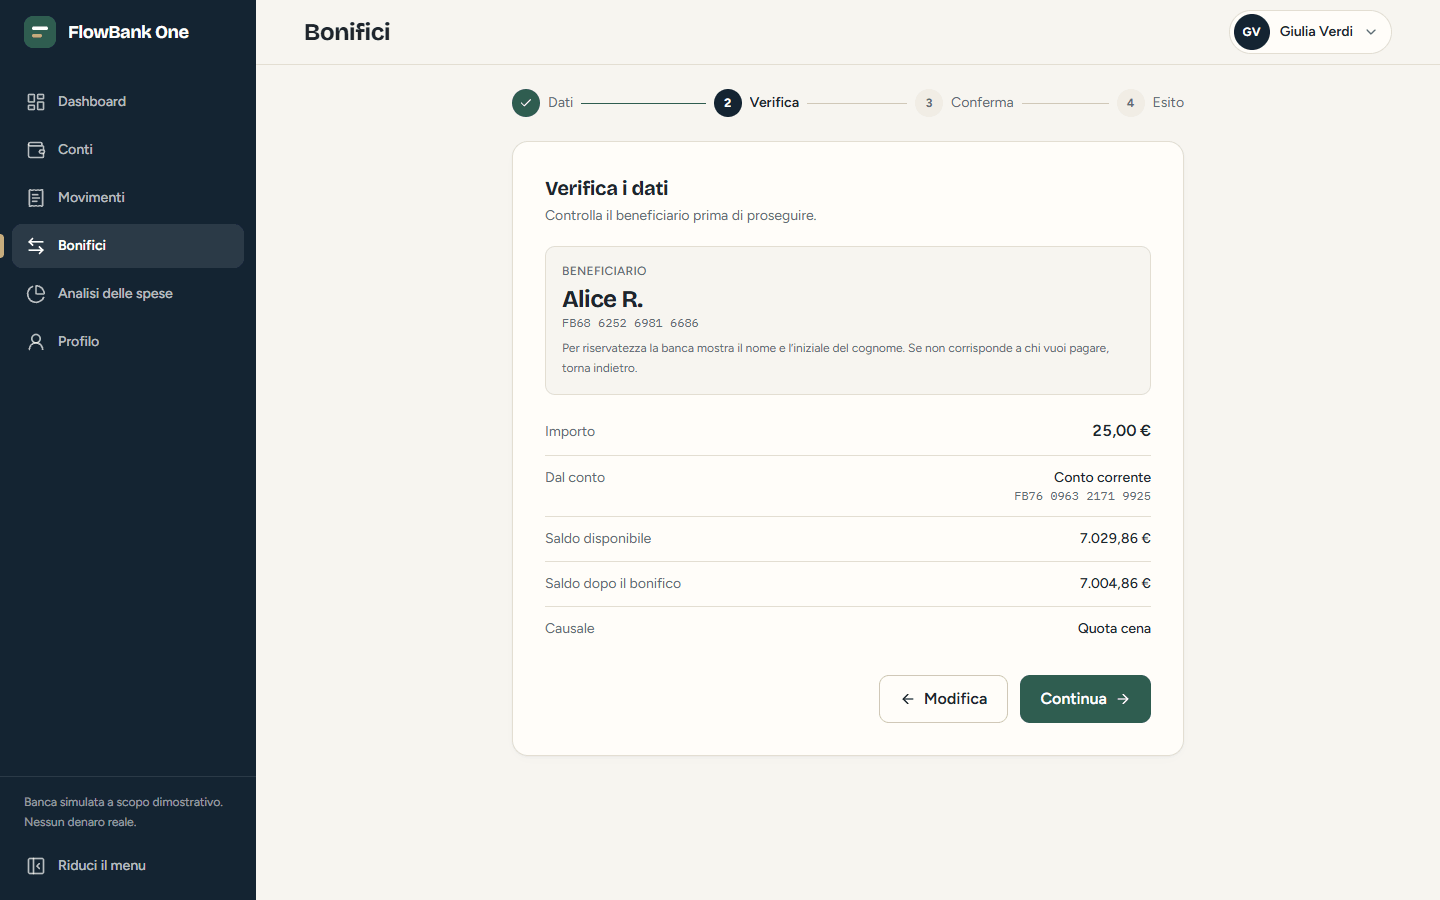 FlowBank One
Dashboard
Conti
Movimenti
Bonifici
Analisi delle spese
Profilo
Banca simulata a scopo dimostrativo.
Nessun denaro reale.
Riduci il menu
Bonifici
GV Giulia Verdi
Dati 2 Verifica 3 Conferma 4 Esito
Verifica i dati
Controlla il beneficiario prima di proseguire.
BENEFICIARIO
Alice R.
FB68 6252 6981 6686
Per riservatezza la banca mostra il nome e l’iniziale del cognome. Se non corrisponde a chi vuoi pagare,
torna indietro.
Importo 25,00 €
Dal conto Conto corrente
FB76 0963 2171 9925
Saldo disponibile 7.029,86 €
Saldo dopo il bonifico 7.004,86 €
Causale Quota cena
Modifica Continua